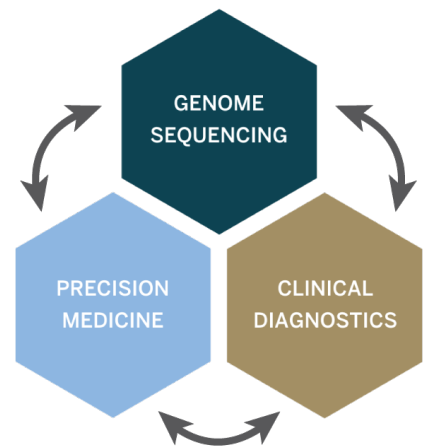 GENOME
SEQUENCING
PRECISION
MEDICINE
CLINICAL
DIAGNOSTICS